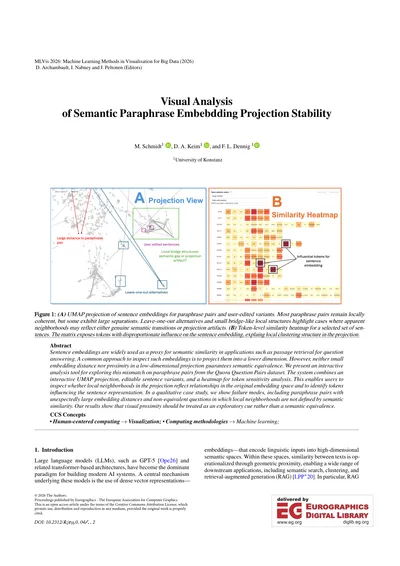 MLVis 2026: Machine Learning Methods in Visualisation for Big Data (2026)
D. Archambault, I. Nabney and J. Peltonen (Editors)
Visual Analysis
of Semantic Paraphrase Embebdding Projection Stability
M. Schmidt¹, D. A. Keim¹, and F. L. Dennig¹
¹University of Konstanz
A Projection View
Large distance to paraphrase pair
User edited sentences
Local bridge between semantic gap or projection artifact?
Leave-one-out alternatives
B
Similarity Heatmap
Influential tokens for sentence embedding
Figure 1: (A) UMAP projection of sentence embeddings for paraphrase pairs and user-edited variants. Most paraphrase pairs remain locally
coherent, but some exhibit large separations. Leave-one-out alternatives and small bridge-like local structures highlight cases where apparent
neighborhoods may reflect either genuine semantic transitions or projection artifacts. (B) Token-level similarity heatmap for a selected set of sen-
tences. The matrix exposes tokens with disproportionate influence on the sentence embedding, explaing local clustering structure in the projection.
Abstract
Sentence embeddings are widely used as a proxy for semantic similarity in applications such as passage retrieval for question
answering. A common approach to inspect such embeddings is to project them into a lower dimension. However, neither small
embedding distance nor proximity in a low-dimensional projection guarantees semantic equivalence. We present an interactive
analysis tool for exploring this mismatch on paraphrase pairs from the Quora Question Pairs dataset. The system combines an
interactive UMAP projection, editable sentence variants, and a heatmap for token sensitivity analysis. This enables users to
inspect whether local neighborhoods in the projection reflect relationships in the original embedding space and to identify tokens
influencing the sentence representation. In a qualitative case study, we show failure modes, including paraphrase pairs with
unexpectedly large embedding distances and non-equivalent questions in which local neighborhoods are not defined by semantic
similarity. Our results show that visual proximity should be treated as an exploratory cue rather than a semantic equivalent.
CCS Concepts
• Human-centered computing → Visualization; • Computing methodologies → Machine learning;
1. Introduction
Large language models (LLMs), such as GPT-5 [Ope26] and
related transformer-based architectures, have become the dominant
paradigm for building modern AI systems. A central mechanism
underlying these models is the use of dense vector representations—
embeddings—that encode linguistic inputs into high-dimensional
semantic spaces. Within these spaces, similarity between texts is op-
erationalized through geometric proximity, enabling a wide range of
downstream applications, including semantic search, clustering, and
retrieval-augmented generation (RAG) [LPP*20]. In particular, RAG
© 2026 The Authors.
Proceedings published by Eurographics - The European Association for Computer Graphics.
This is an open access article under the terms of the Creative Commons Attribution License, which
permits use, distribution and reproduction in any medium, provided the original work is properly
cited.
delivered by
EG EUROGRAPHICS
DIGITAL LIBRARY
www.eg.org
diglib.eg.org